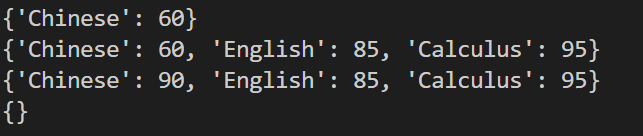 {'Chinese': 60}
{'Chinese': 60, 'English': 85, 'Calculus': 95}
{'Chinese': 90, 'English': 85, 'Calculus': 95}
{}